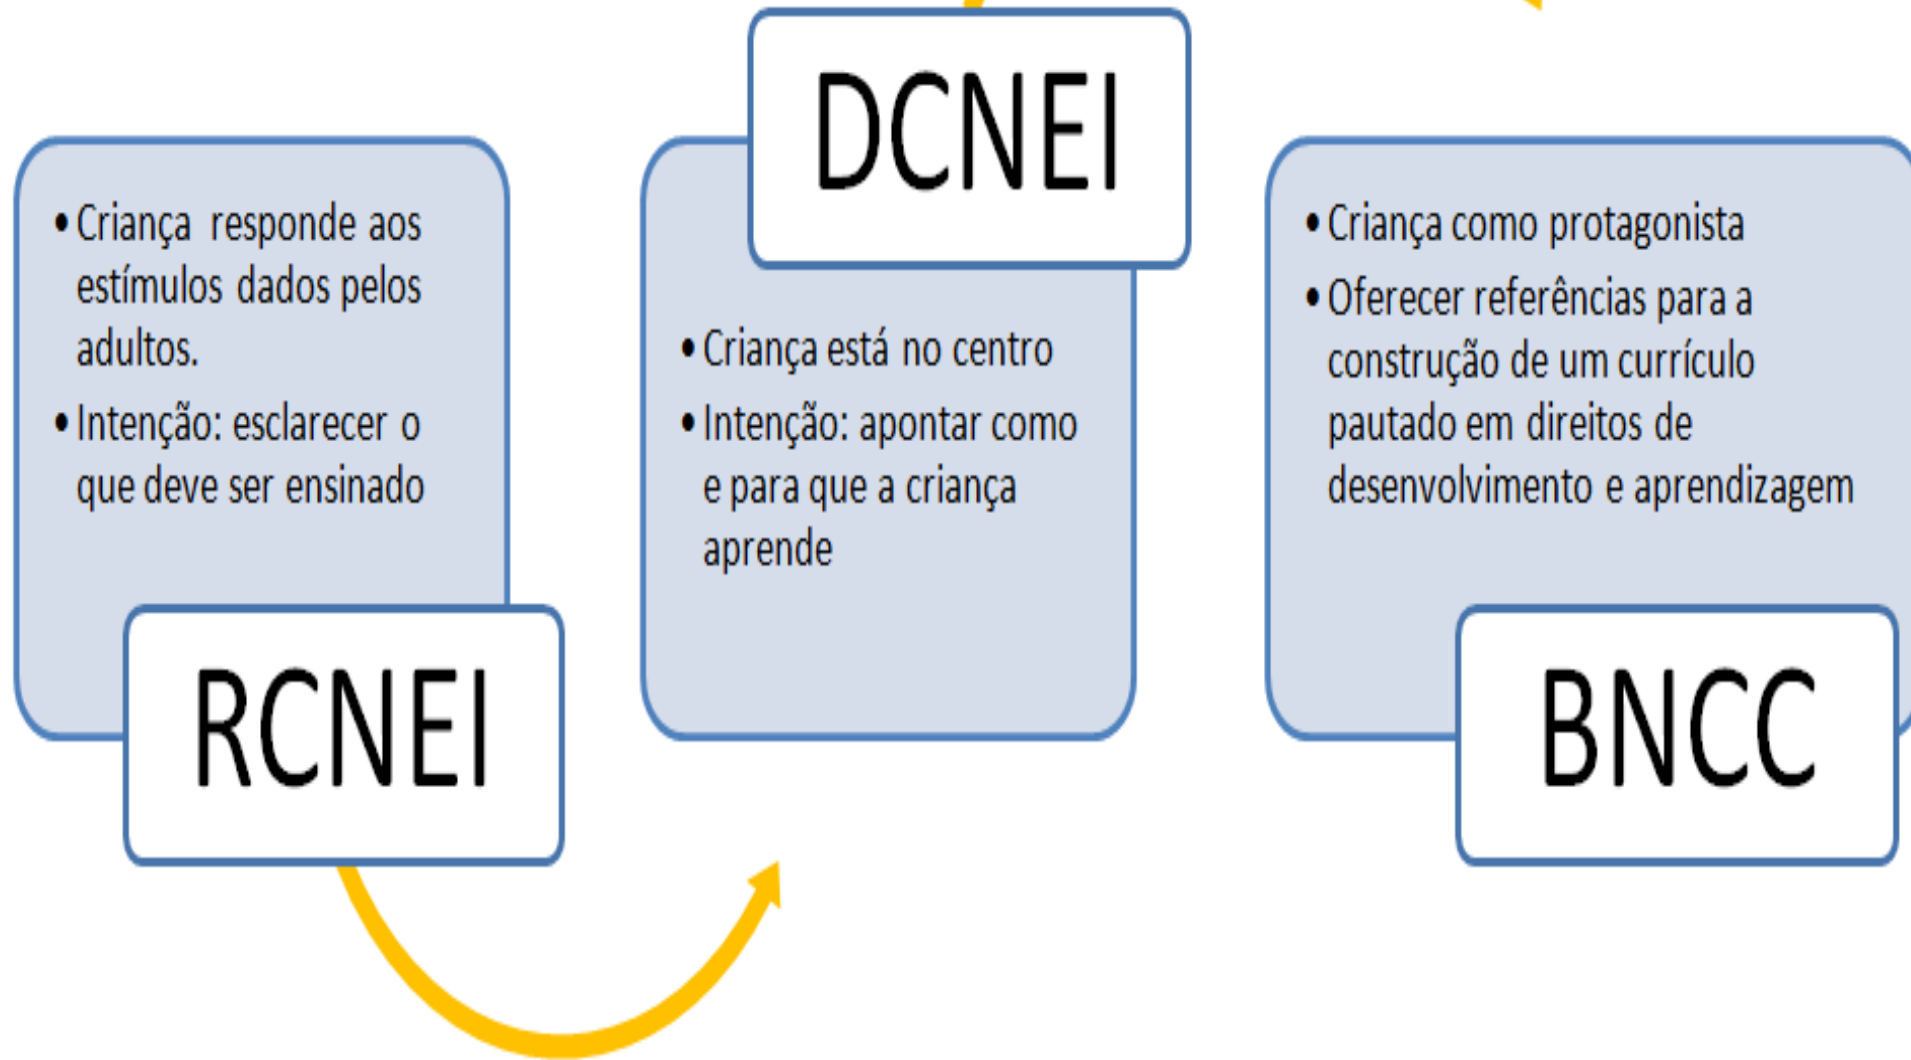 • Criança responde aos
estímulos dados pelos
adultos.
• Intenção: esclarecer o
que deve ser ensinado
RCNEI
DCNEI
• Criança está no centro
• Intenção: apontar como
e para que a criança
aprende
• Criança como protagonista
• Oferecer referências para a
construção de um currículo
pautado em direitos de
desenvolvimento e aprendizagem
BNCC